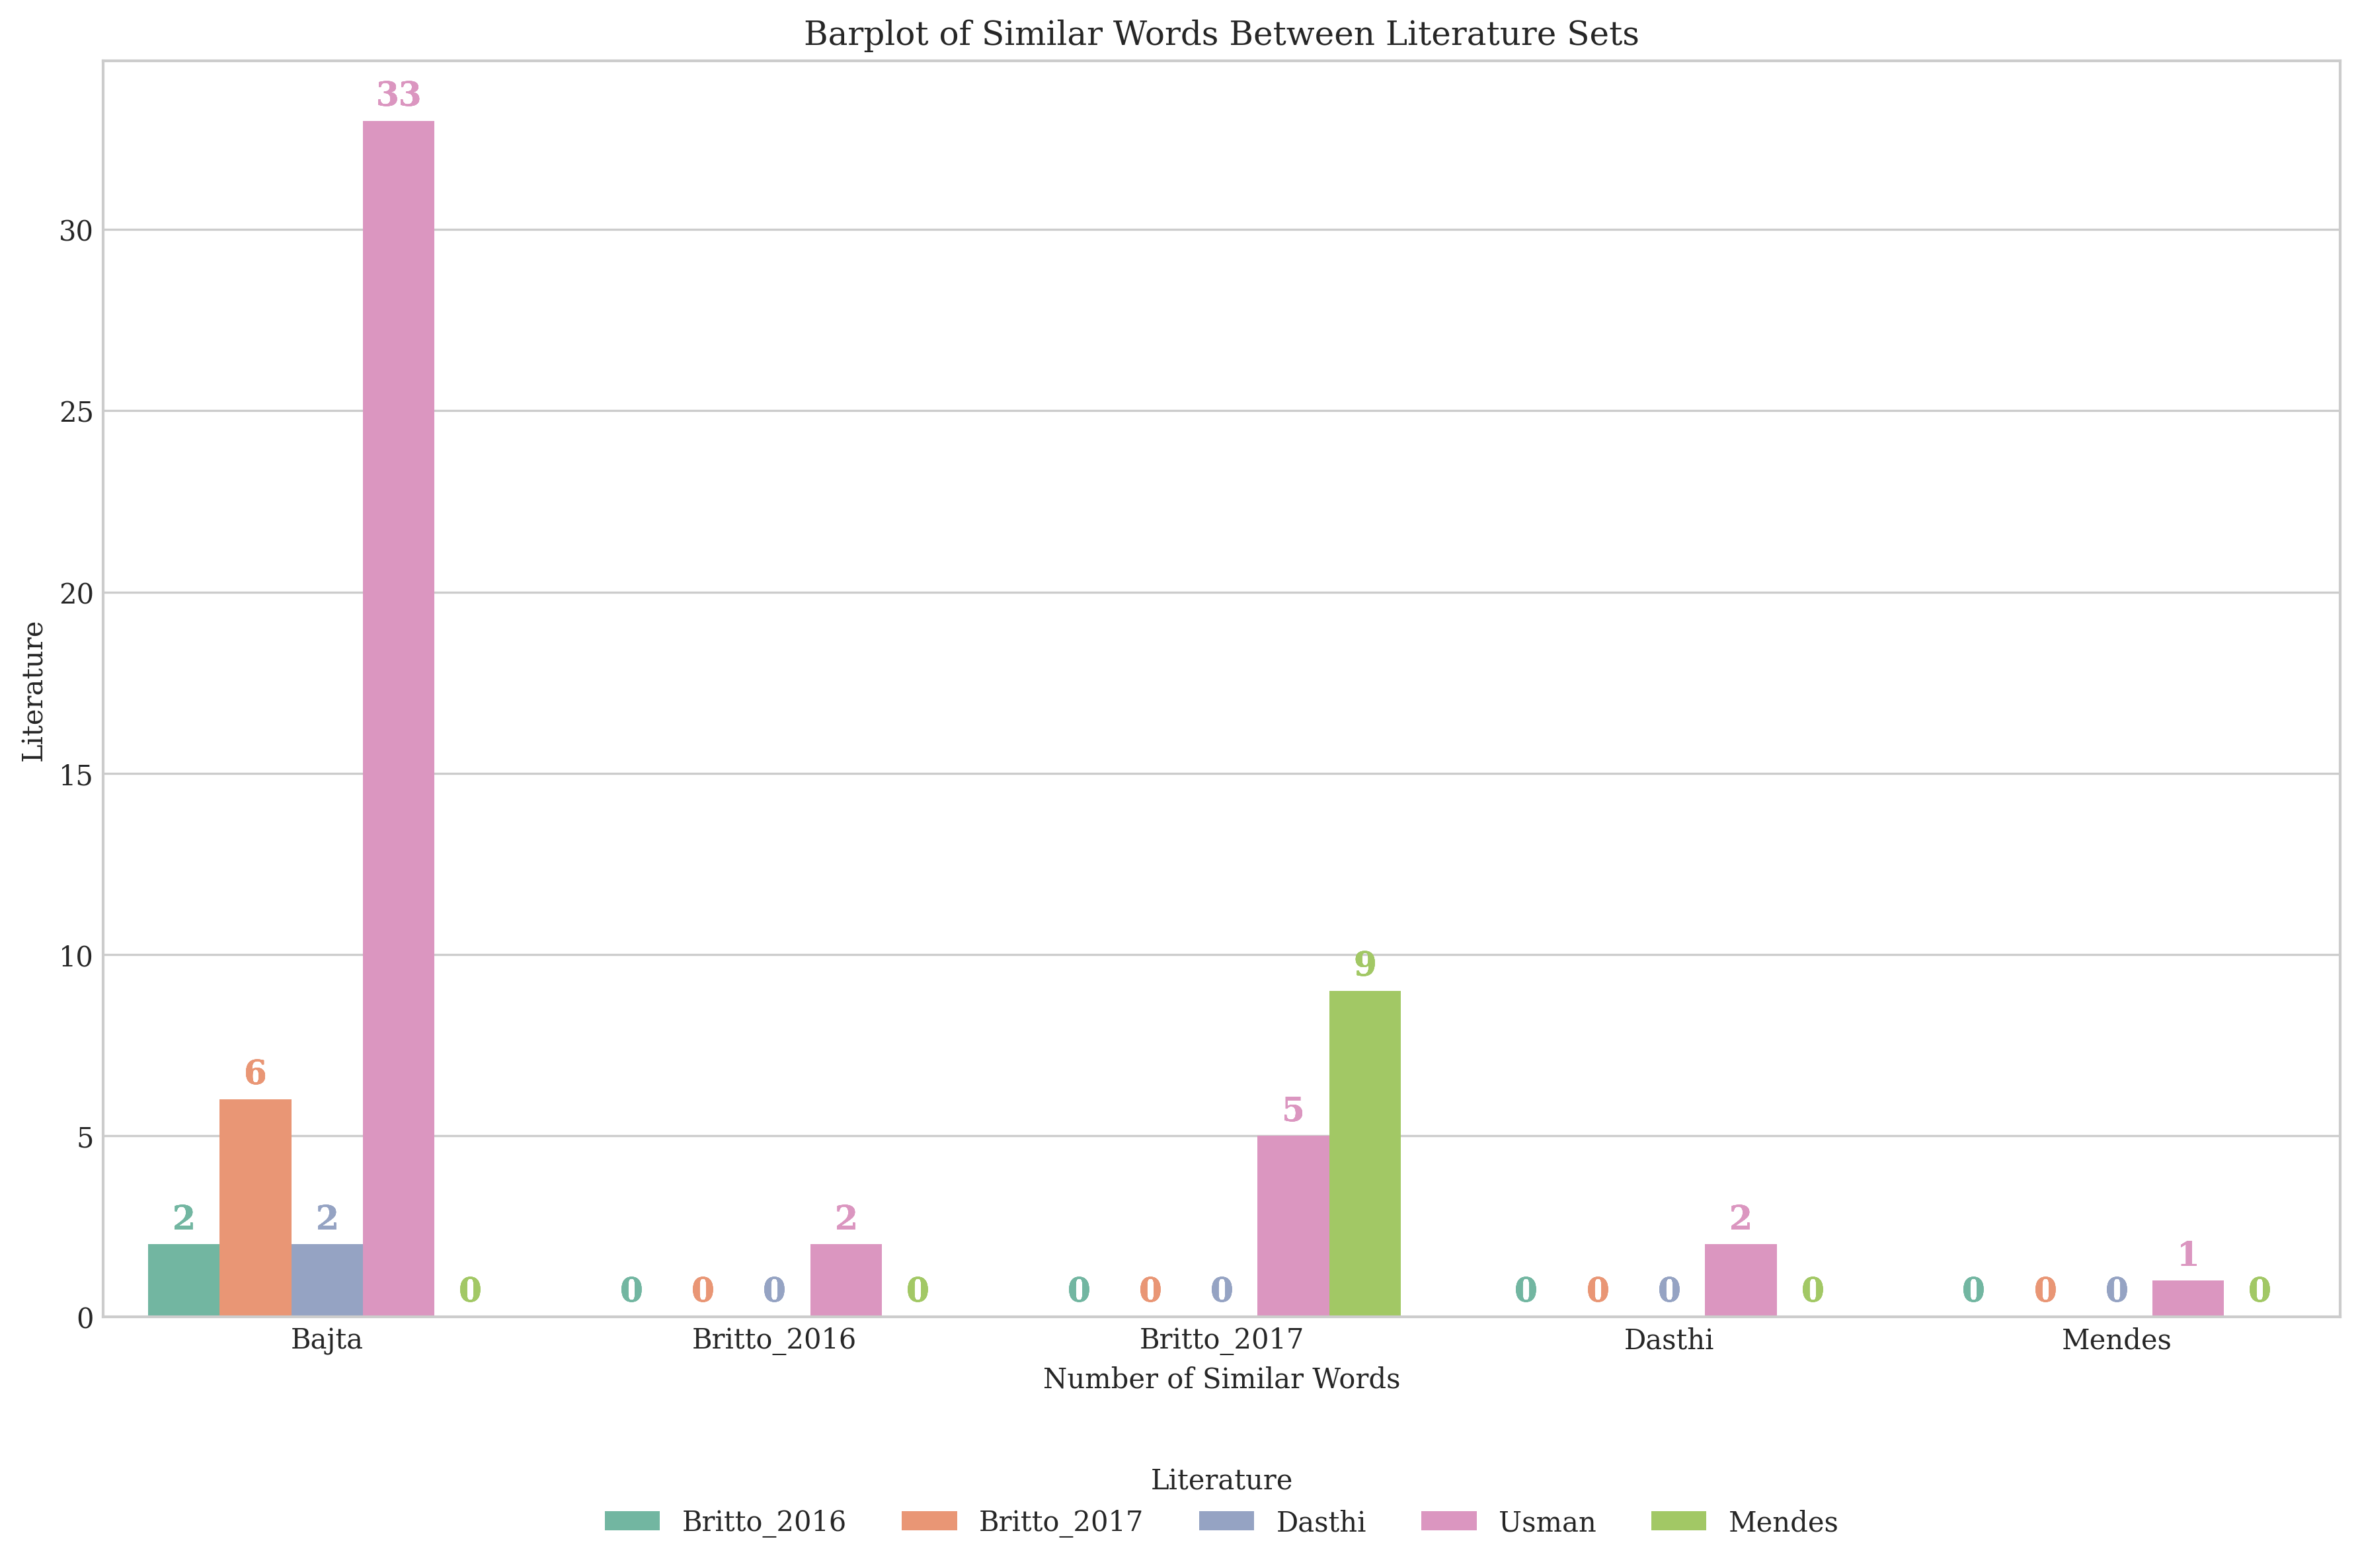 Barplot of Similar Words Between Literature Sets
Literature
30
25
20
15
10
5
0
2
6
2
33
0
0
0
0
2
0
0
0
0
5
9
0
0
0
2
0
0
0
0
1
0
Bajta
Britto_2016
Britto_2017
Dasthi
Mendes
Number of Similar Words
Literature
Britto_2016
Britto_2017
Dasthi
Usman
Mendes